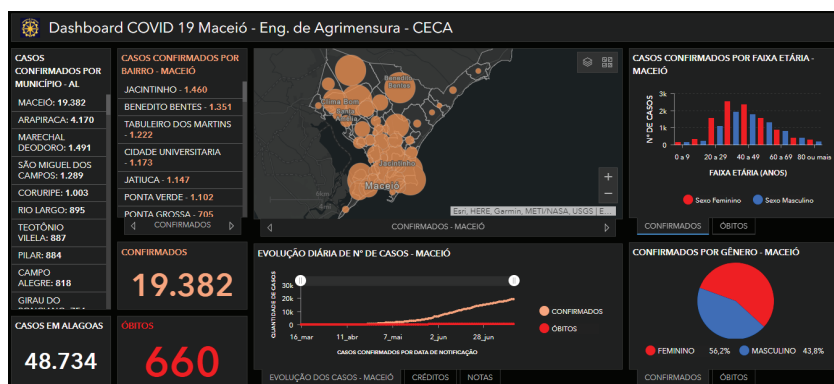 Dashboard COVID 19 Maceió - Eng. de Agrimensura - CECA
CASOS
CONFIRMADOS POR
MUNICÍPIO - AL
MACEIÓ: 19.382
ARAPIRACA: 4.170
MARECHAL
DEODORO: 1.491
SÃO MIGUEL DOS
CAMPOS: 1.289
CORURIPE: 1.003
RIO LARGO: 895
TEOTÔNIO
VILELA: 887
PILAR: 884
CAMPO
ALEGRE: 818
GIRAU DO
CASOS EM ALAGOAS
48.734
CASOS CONFIRMADOS POR
BAIRRO - MACEIÓ
JACINTINHO - 1.460
BENEDITO BENTES - 1.351
TABULEIRO DOS MARTINS
- 1.222
CIDADE UNIVERSITARIA
- 1.173
JATIUCA - 1.147
PONTA VERDE - 1.102
PONTA GROSSA - 705
CONFIRMADOS
CONFIRMADOS
19.382
ÓBITOS
660
Benedito
Bentes
Clima Bom
Santa
Jacintinho
Maceió
+
−
Esri, HERE, Garmin, METI/NASA, USGS | E...
CONFIRMADOS - MACEIÓ
EVOLUÇÃO DIÁRIA DE Nº DE CASOS - MACEIÓ
QUANTIDADE DE CASOS
30k
20k
10k
0
16_mar 11_abr 7_mai 2_jun 28_jun
CASOS CONFIRMADOS POR DATA DE NOTIFICAÇÃO
CONFIRMADOS
ÓBITOS
EVOLUÇÃO DOS CASOS - MACEIÓ CRÉDITOS NOTAS
CASOS CONFIRMADOS POR FAIXA ETÁRIA -
MACEIÓ
Nº DE CASOS
3k
2k
1k
0
0 a 9 20 a 29 40 a 49 60 a 69 80 ou mais
FAIXA ETÁRIA (ANOS)
Sexo Feminino Sexo Masculino
CONFIRMADOS ÓBITOS
CONFIRMADOS POR GÊNERO - MACEIÓ
FEMININO 56,2% MASCULINO 43,8%
CONFIRMADOS ÓBITOS